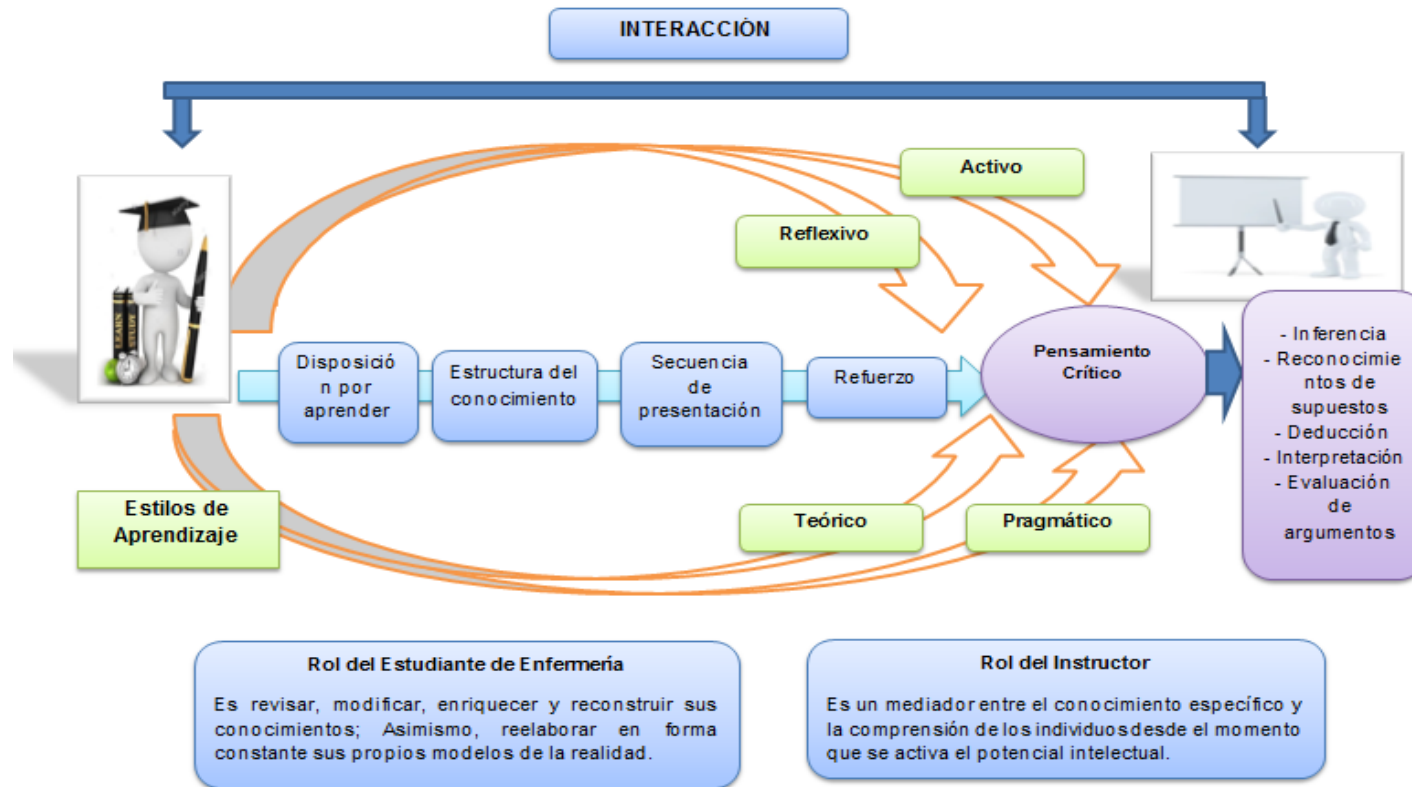 INTERACCIÓN
Activo
Reflexivo
LEARN
STUDY
Disposició
n por
aprender
Estructura del
conocimiento
Secuencia
de
presentación
Refuerzo
Pensamiento
Crítico
- Inferencia
- Reconocimie
ntos de
supuestos
- Deducción
- Interpretación
- Evaluación
de
argumentos
Estilos de
Aprendizaje
Teórico
Pragmático
Rol del Estudiante de Enfermería
Es revisar, modificar, enriquecer y reconstruir sus
conocimientos; Asimismo, reelaborar en forma
constante sus propios modelos de la realidad.
Rol del Instructor
Es un mediador entre el conocimiento específico y
la comprensión de los individuos desde el momento
que se activa el potencial intelectual.